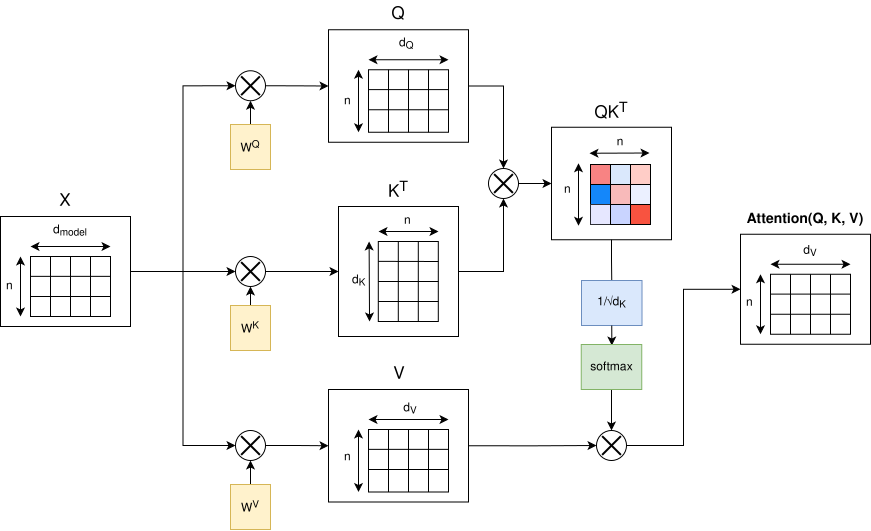 Q
d_Q
n
W^Q
QK^T
n
n
K^T
n
d_K
X
d_model
n
W^K
1/√d_K
softmax
Attention(Q, K, V)
d_V
n
V
d_V
n
W^V